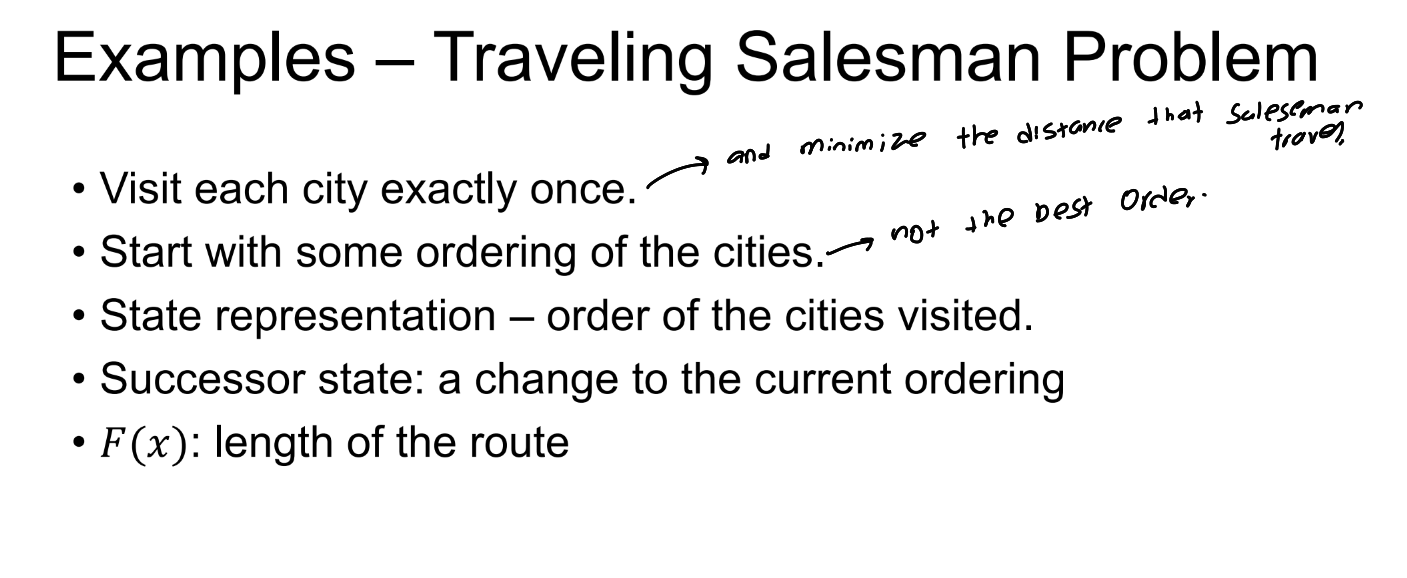 Examples – Traveling Salesman Problem
and minimize the distance that saleseman
travel.
• Visit each city exactly once.
not the best order.
• Start with some ordering of the cities.
• State representation – order of the cities visited.
• Successor state: a change to the current ordering
• F(x): length of the route